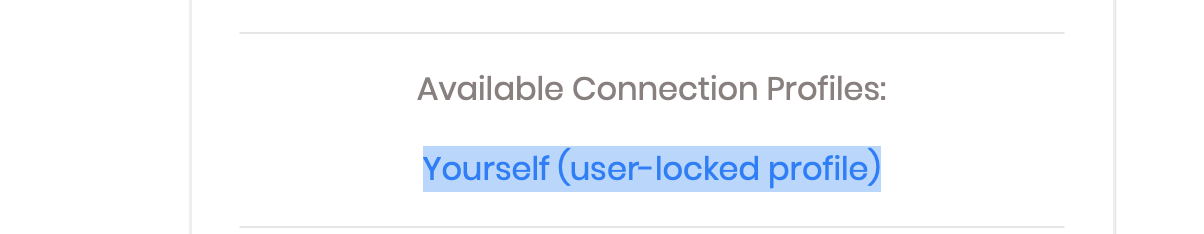 Available Connection Profiles:
Yourself (user-locked profile)